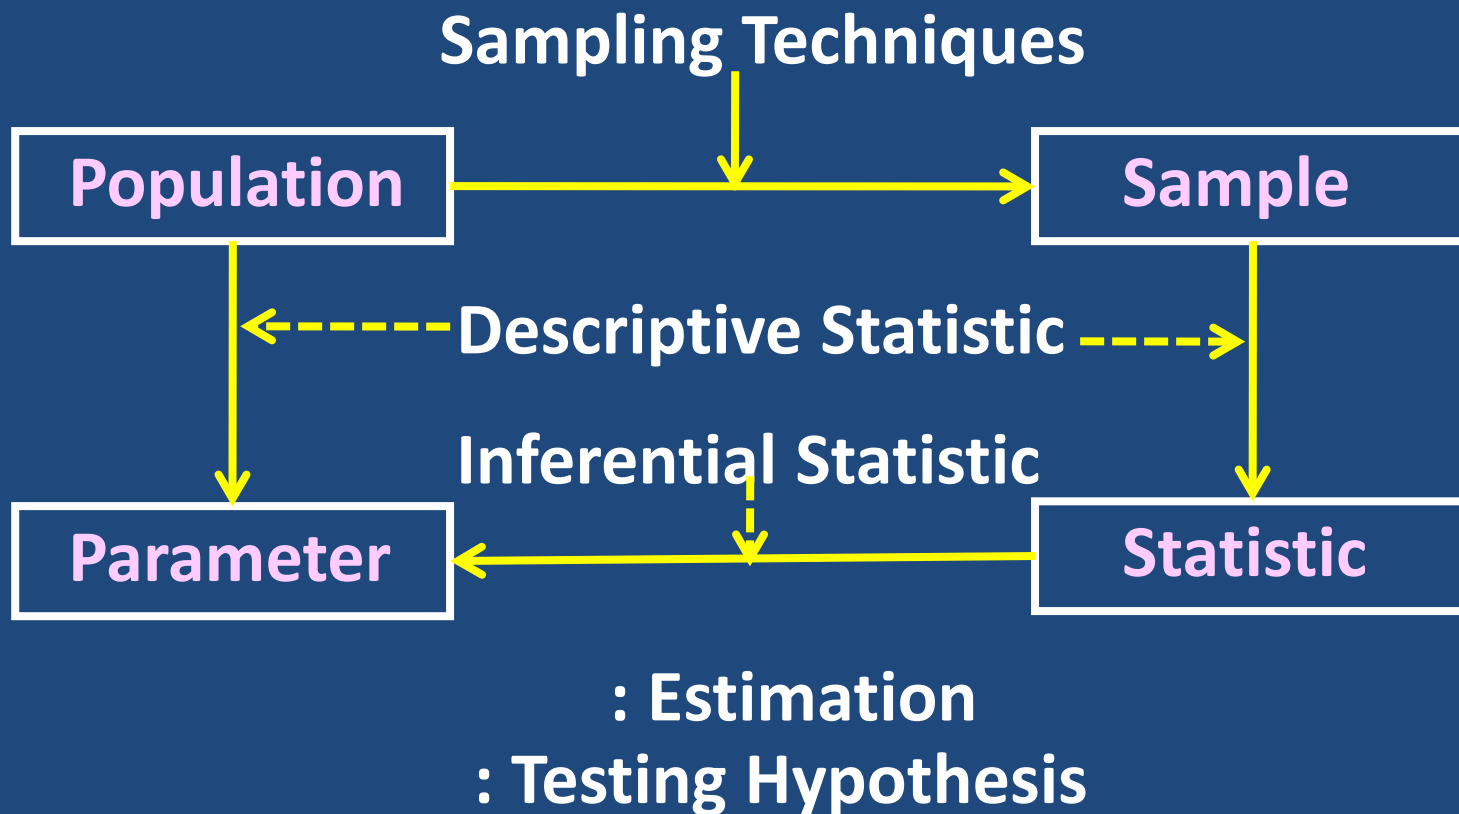 Sampling Techniques
Population
Sample
Descriptive Statistic
Inferential Statistic
Parameter
Statistic
: Estimation
: Testing Hypothesis